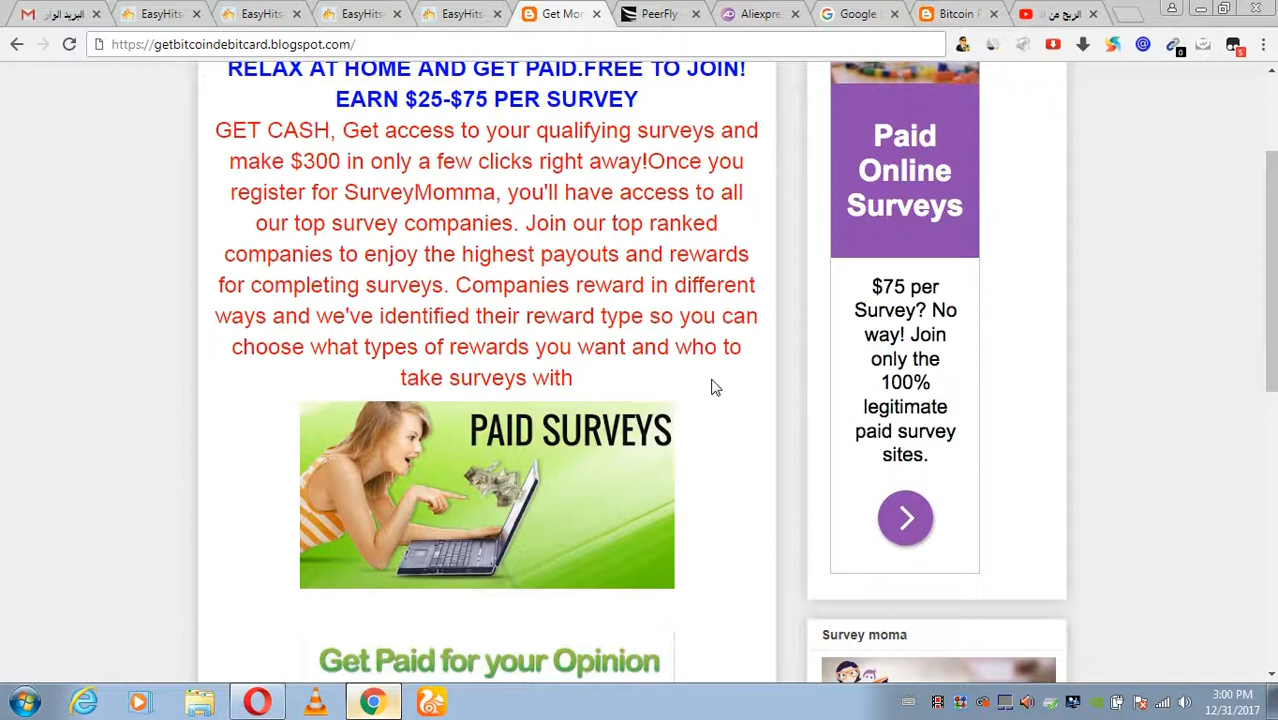 البريد الوار
EasyHits
EasyHits
EasyHits
EasyHits
Get Mor
PeerFly
Aliexpre
Google
Bitcoin F
الربح من ال
https://getbitcoindebitcard.blogspot.com/
0
5
RELAX AT HOME AND GET PAID.FREE TO JOIN!
EARN $25-$75 PER SURVEY
GET CASH, Get access to your qualifying surveys and
make $300 in only a few clicks right away!Once you
register for SurveyMomma, you'll have access to all
our top survey companies. Join our top ranked
companies to enjoy the highest payouts and rewards
for completing surveys. Companies reward in different
ways and we've identified their reward type so you can
choose what types of rewards you want and who to
take surveys with
PAID SURVEYS
Get Paid for your Opinion
Paid
Online
Surveys
$75 per
Survey? No
way! Join
only the
100%
legitimate
paid survey
sites.
Survey moma
3:00 PM
12/31/2017